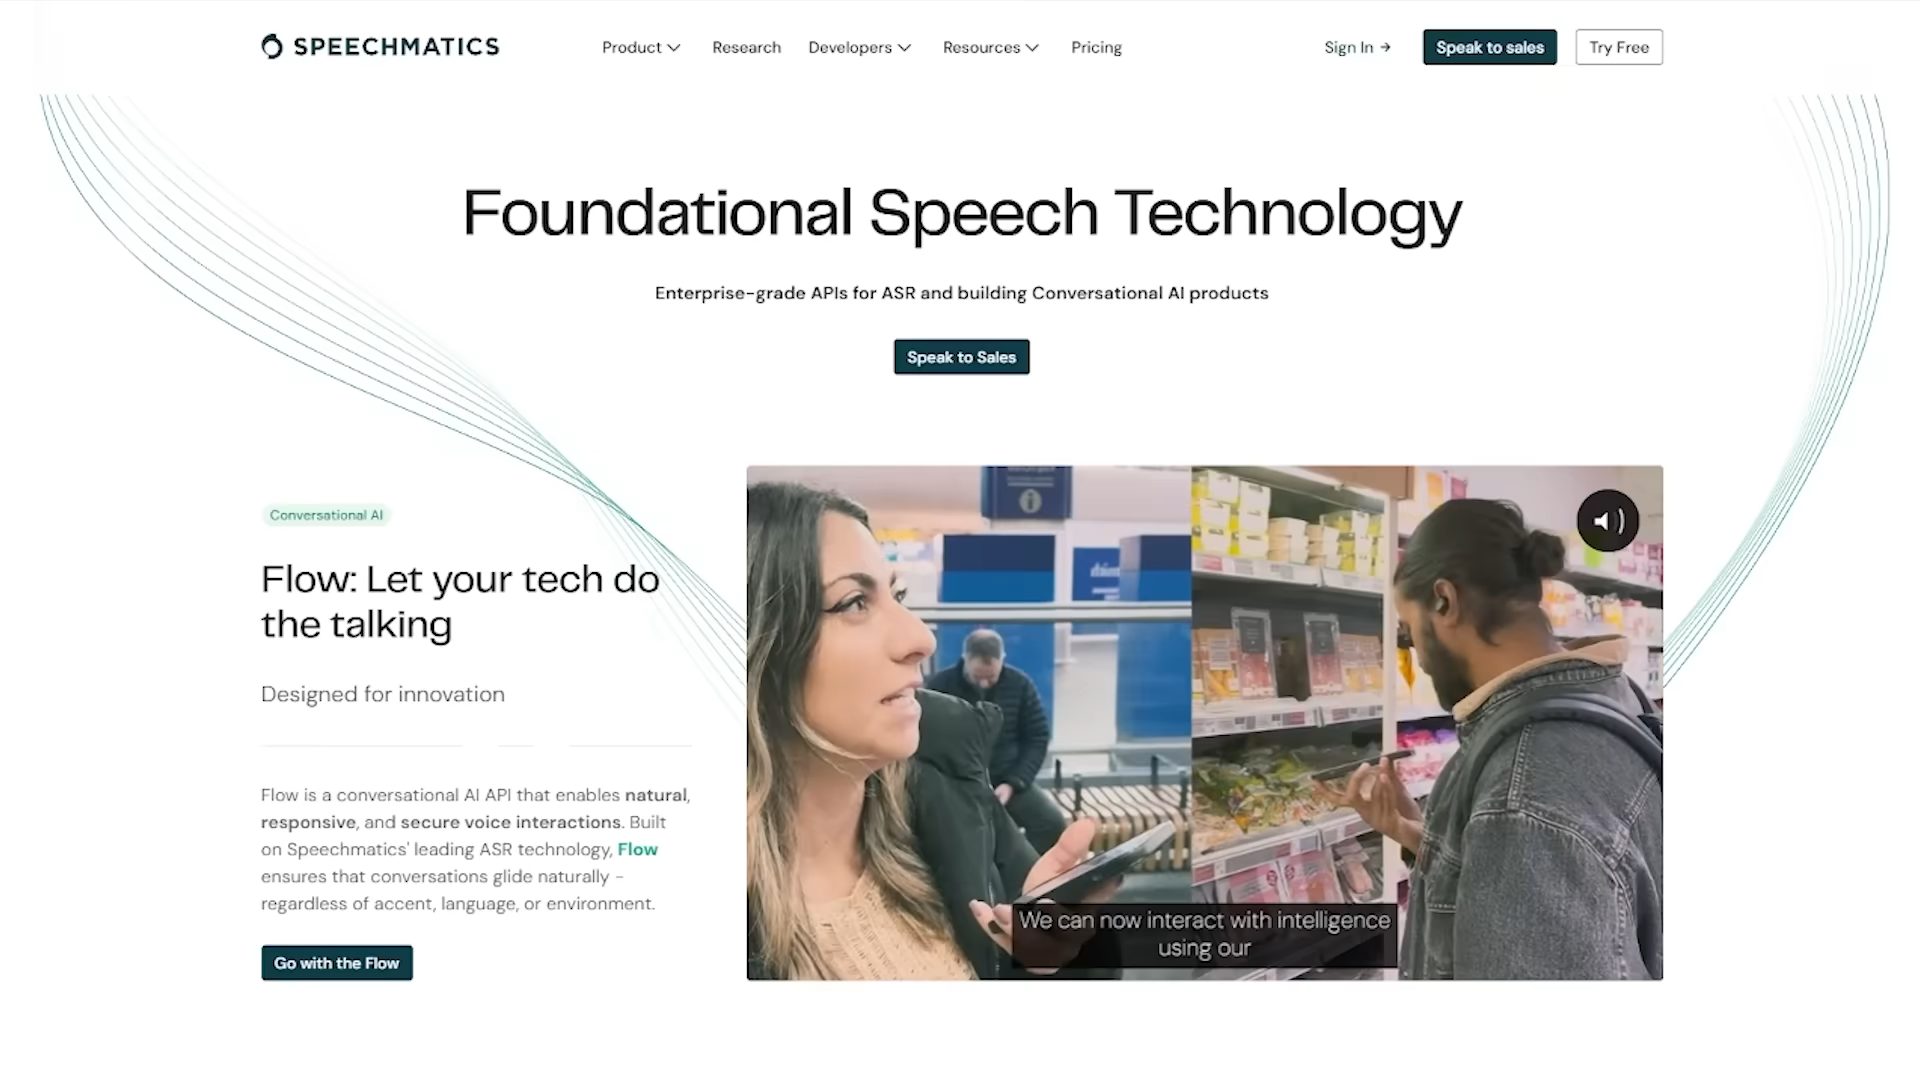 SPEECHMATICS
Product
Research
Developers
Resources
Pricing
Sign In →
Speak to sales
Try Free
Foundational Speech Technology
Enterprise-grade APIs for ASR and building Conversational AI products
Speak to Sales
Conversational AI
Flow: Let your tech do
the talking
Designed for innovation
Flow is a conversational AI API that enables natural,
responsive, and secure voice interactions. Built
on Speechmatics' leading ASR technology, Flow
ensures that conversations glide naturally -
regardless of accent, language, or environment.
Go with the Flow
We can now interact with intelligence
using our